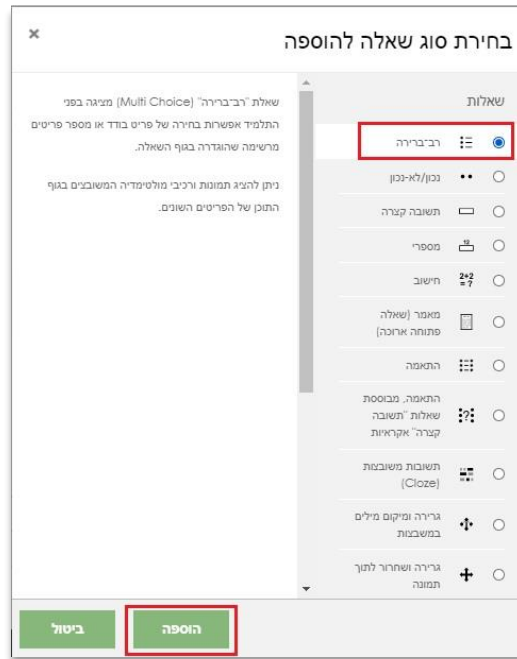 בחירת סוג שאלה להוספה
×
שאלות
רב־ברירה
נכון/לא-נכון
תשובה קצרה
מספרי
12
חישוב
2+2
= ?
מאמר (שאלה
פתוחה ארוכה)
התאמה
התאמה, מבוססת
שאלות "תשובה
קצרה" אקראיות
תשובות משובצות
(Cloze)
גרירה ומיקום מילים
במשבצות
גרירה ושחרור לתוך
תמונה
שאלת "רב־ברירה" (Multi Choice) מציגה בפני
התלמיד אפשרות בחירה של פריט בודד או מספר פריטים
מרשימה שהוגדרה בגוף השאלה.
ניתן להציג תמונות ורכיבי מולטימדיה המשובצים בגוף
התוכן של הפריטים השונים.
הוספה
ביטול